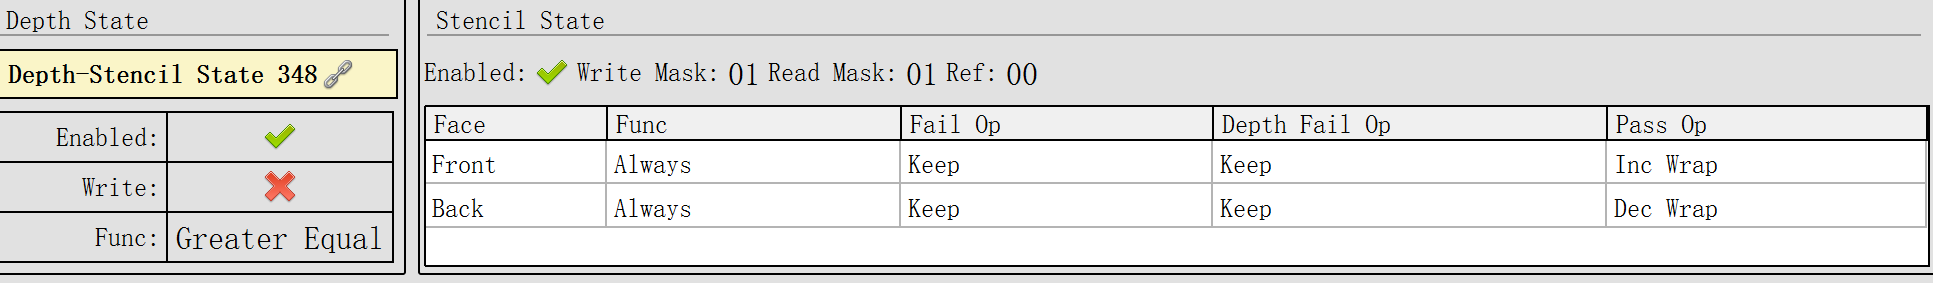 Depth State
Depth-Stencil State 348
Enabled:
Write:
Func: Greater Equal
Stencil State
Enabled: Write Mask: 01 Read Mask: 01 Ref: 00
Face Func Fail Op Depth Fail Op Pass Op
Front Always Keep Keep Inc Wrap
Back Always Keep Keep Dec Wrap